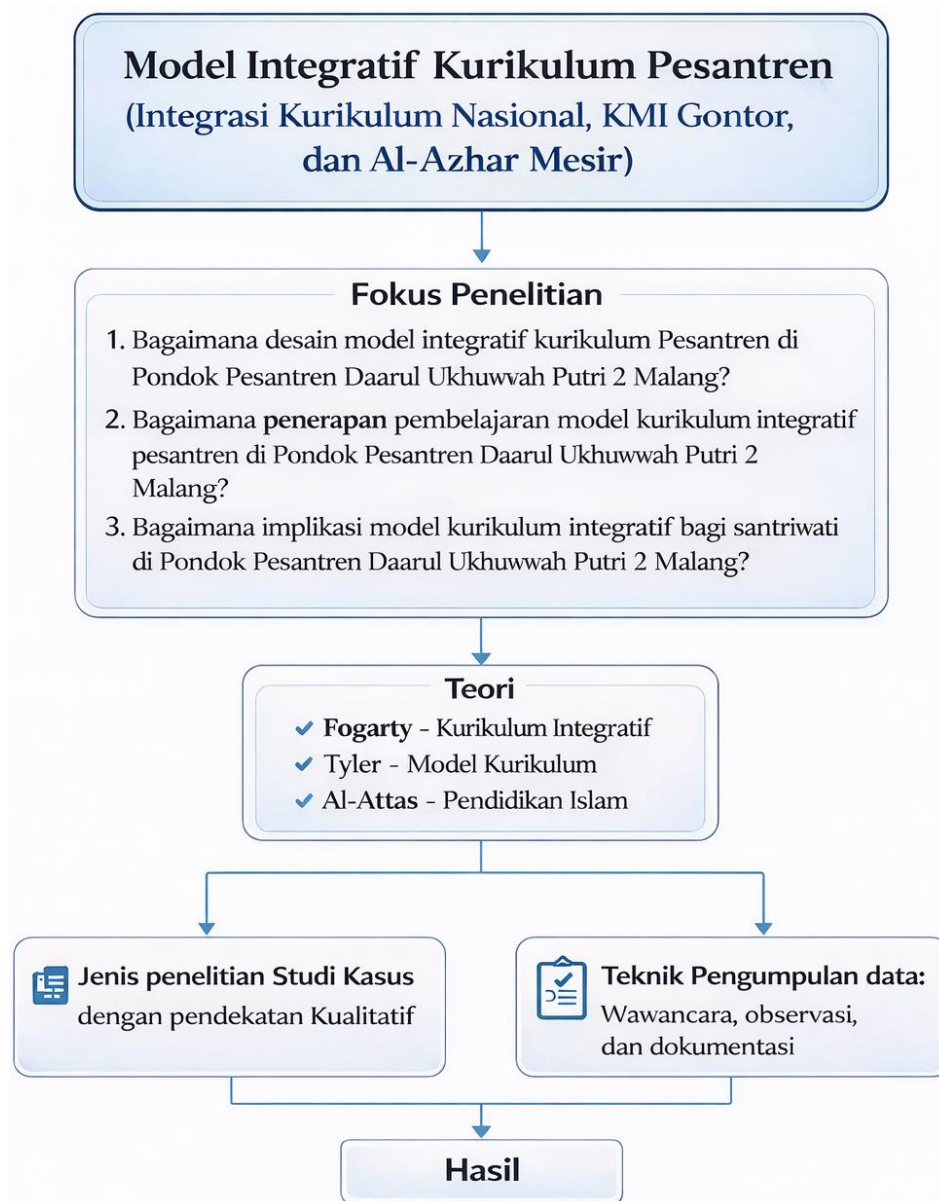 Model Integratif Kurikulum Pesantren
(Integrasi Kurikulum Nasional, KMI Gontor,
dan Al-Azhar Mesir)
Fokus Penelitian
1. Bagaimana desain model integratif kurikulum Pesantren di
Pondok Pesantren Daarul Ukhuwwah Putri 2 Malang?
2. Bagaimana penerapan pembelajaran model kurikulum integratif
pesantren di Pondok Pesantren Daarul Ukhuwwah Putri 2
Malang?
3. Bagaimana implikasi model kurikulum integratif bagi santriwati
di Pondok Pesantren Daarul Ukhuwwah Putri 2 Malang?
Teori
✓ Fogarty – Kurikulum Integratif
✓ Tyler – Model Kurikulum
✓ Al-Attas – Pendidikan Islam
Jenis penelitian Studi Kasus
dengan pendekatan Kualitatif
Teknik Pengumpulan data:
Wawancara, observasi,
dan dokumentasi
Hasil